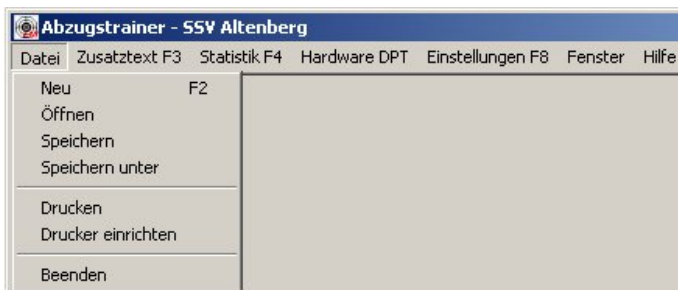 Abzugstrainer - SSV Altenberg
Datei Zusatztext F3 Statistik F4 Hardware DPT Einstellungen F8 Fenster Hilfe
Neu F2
Öffnen
Speichern
Speichern unter
Drucken
Drucker einrichten
Beenden